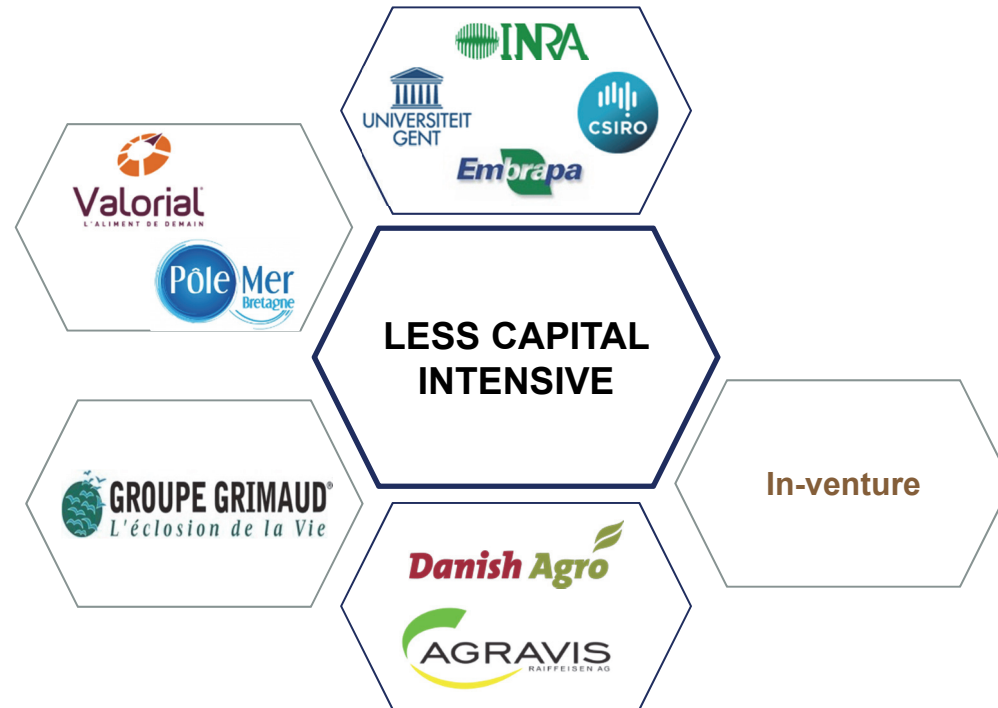 INRA
UNIVERSITEIT
GENT
CSIRO
Embrapa
Valorial
L'ALIMENT DE DEMAIN
Pôle Mer
Bretagne
LESS CAPITAL
INTENSIVE
GROUPE GRIMAUD®
L'éclosion de la Vie
In-venture
Danish Agro
AGRAVIS
RAIFFEISEN AG